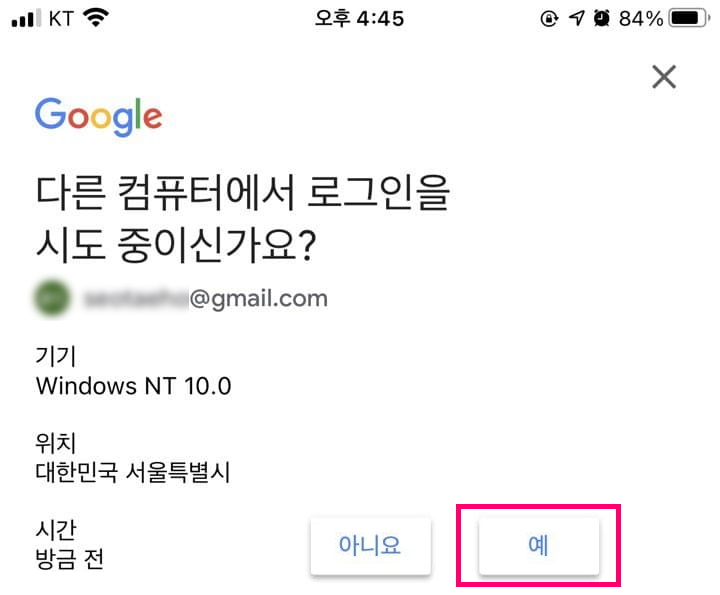 KT 오후 4:45 84%
Google
다른 컴퓨터에서 로그인을
시도 중이신가요?
@gmail.com
기기
Windows NT 10.0
위치
대한민국 서울특별시
시간
방금 전
아니요 예